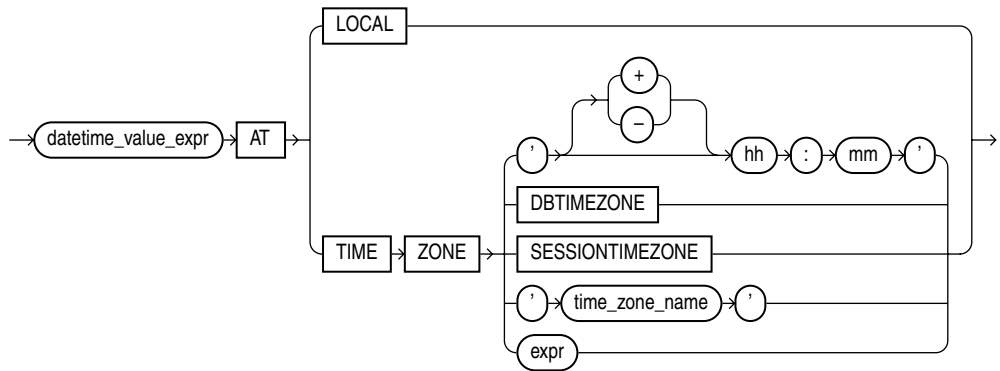 LOCAL
+
−
datetime_value_expr AT
’ hh : mm ’
DBTIMEZONE
TIME ZONE SESSIONTIMEZONE
’ time_zone_name ’
expr